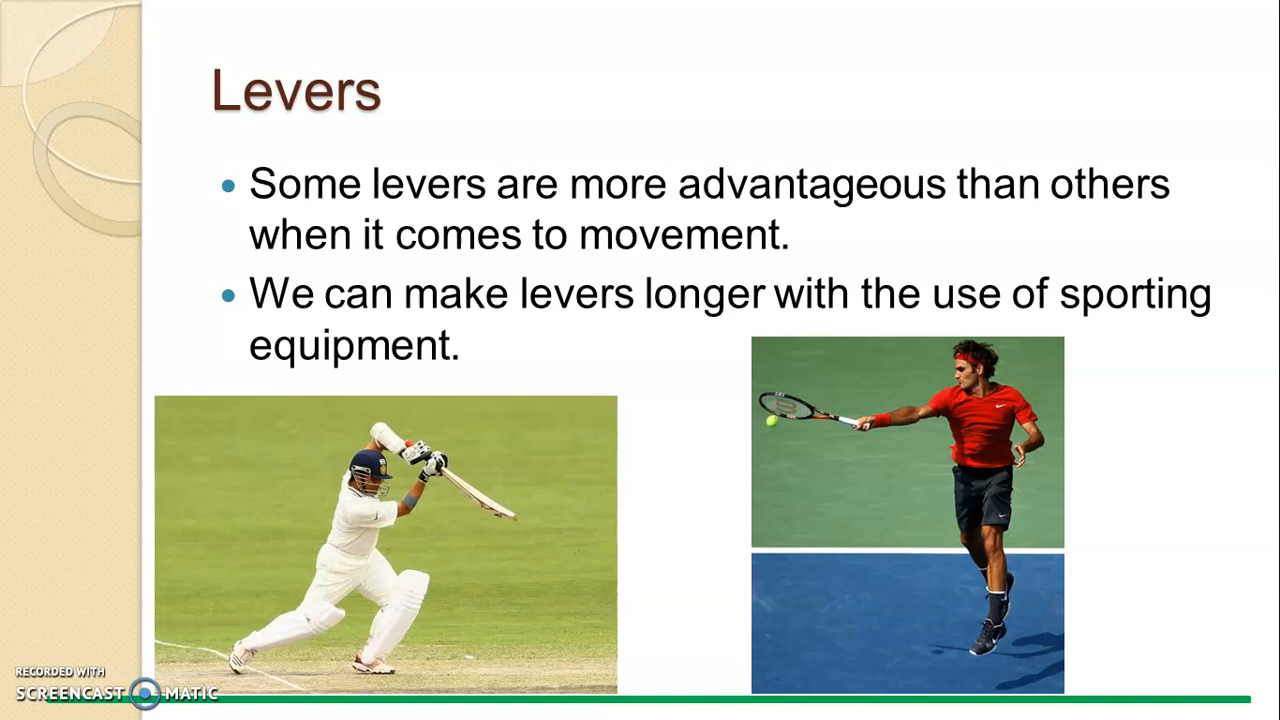 Levers
Some levers are more advantageous than others
when it comes to movement.
We can make levers longer with the use of sporting
equipment.
RECORDED WITH
SCREENCAST MATIC